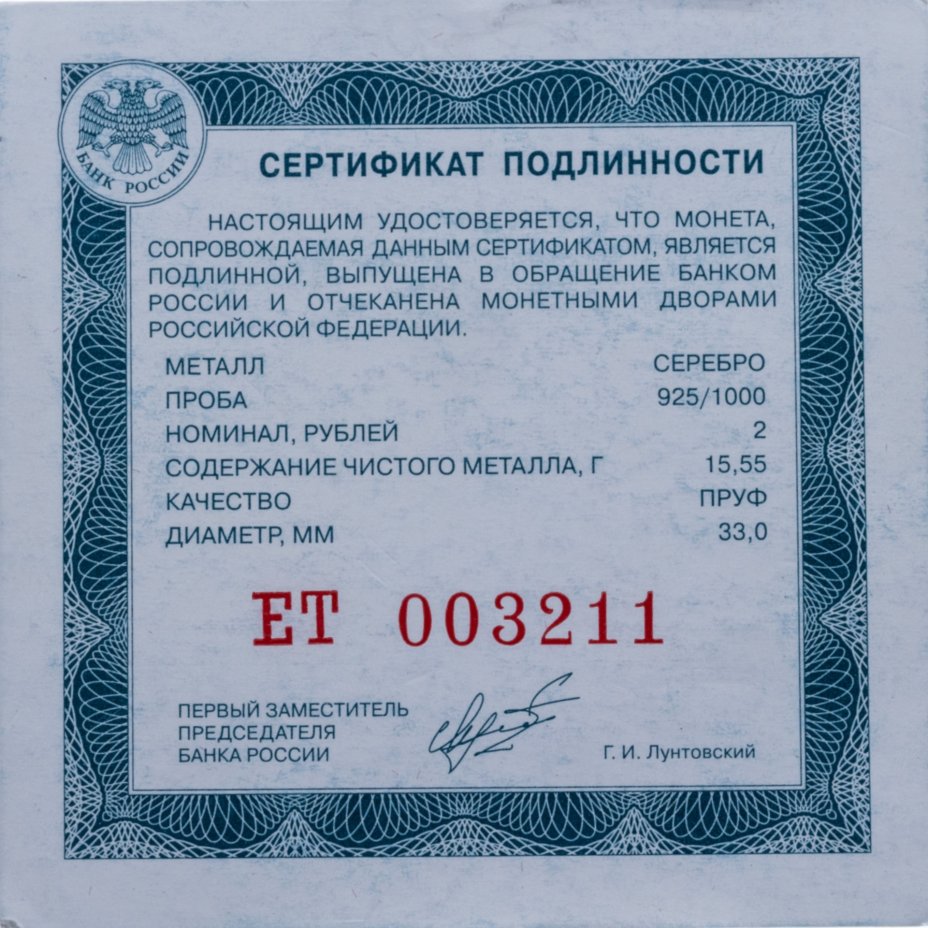 БАНК РОССИИ
СЕРТИФИКАТ ПОДЛИННОСТИ
НАСТОЯЩИМ УДОСТОВЕРЯЕТСЯ, ЧТО МОНЕТА,
СОПРОВОЖДАЕМАЯ ДАННЫМ СЕРТИФИКАТОМ, ЯВЛЯЕТСЯ
ПОДЛИННОЙ, ВЫПУЩЕНА В ОБРАЩЕНИЕ БАНКОМ
РОССИИ И ОТЧЕКАНЕНА МОНЕТНЫМИ ДВОРАМИ
РОССИЙСКОЙ ФЕДЕРАЦИИ.
МЕТАЛЛ СЕРЕБРО
ПРОБА 925/1000
НОМИНАЛ, РУБЛЕЙ 2
СОДЕРЖАНИЕ ЧИСТОГО МЕТАЛЛА, Г 15,55
КАЧЕСТВО ПРУФ
ДИАМЕТР, ММ 33,0
ЕТ 003211
ПЕРВЫЙ ЗАМЕСТИТЕЛЬ
ПРЕДСЕДАТЕЛЯ
БАНКА РОССИИ Г. И. Лунтовский